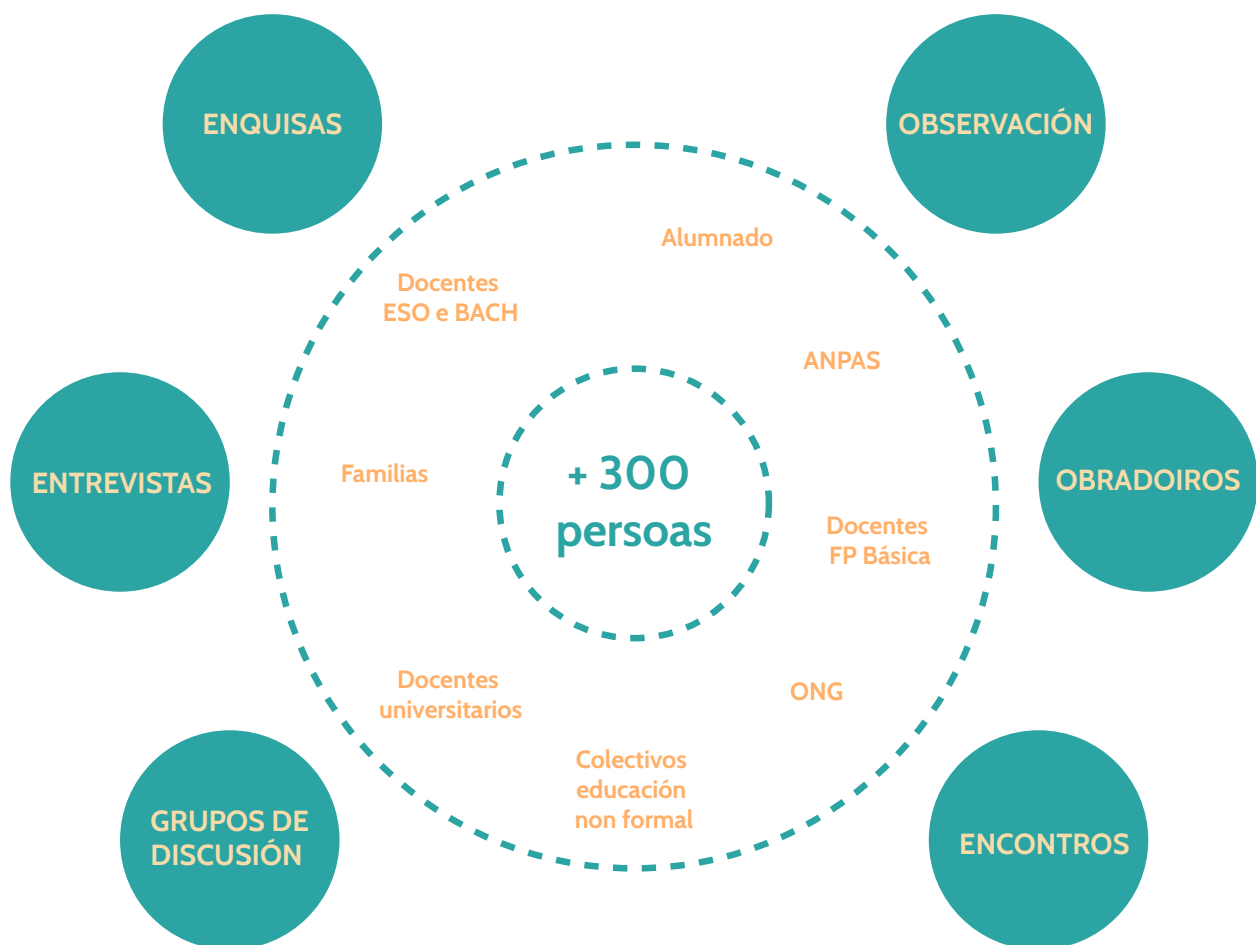 ENQUISAS
OBSERVACIÓN
Alumnado
Docentes
ESO e BACH
ANPAS
Familias
+ 300
persoas
ENTREVISTAS
OBRADOIROS
Docentes
FP Básica
Docentes
universitarios
ONG
Colectivos
educación
non formal
GRUPOS DE
DISCUSIÓN
ENCONTROS